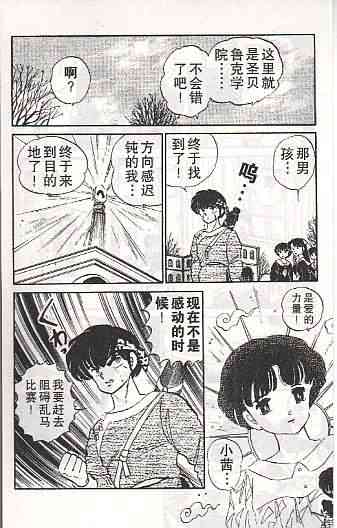 这里就
是圣贝
鲁克学
院……
不会错
了吧！
啊？
那男
孩…
终于找
到了！
呜…
方向感迟
钝的我…
终于来
到目的
地了！
是爱的
力量！
小茜…
现在不是
感动的时
候！
くわっ
我要赶去
阻碍乱马
比赛！